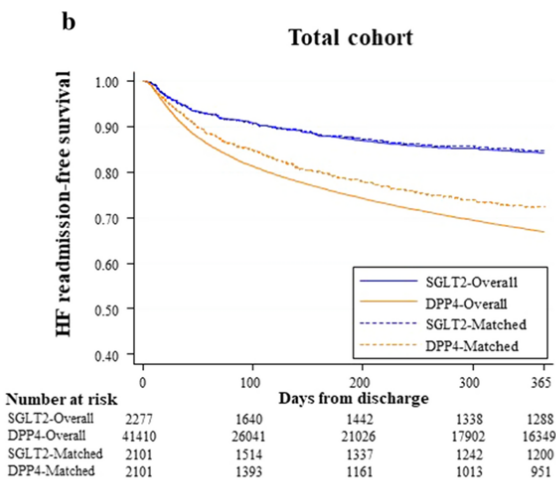 b
Total cohort
HF readmission-free survival
1.00
0.90
0.80
0.70
0.60
0.50
0.40
SGLT2-Overall
DPP4-Overall
SGLT2-Matched
DPP4-Matched
0 100 200 300 365
Days from discharge
Number at risk
SGLT2-Overall 2277 1640 1442 1338 1288
DPP4-Overall 41410 26041 21026 17902 16349
SGLT2-Matched 2101 1514 1337 1242 1200
DPP4-Matched 2101 1393 1161 1013 951